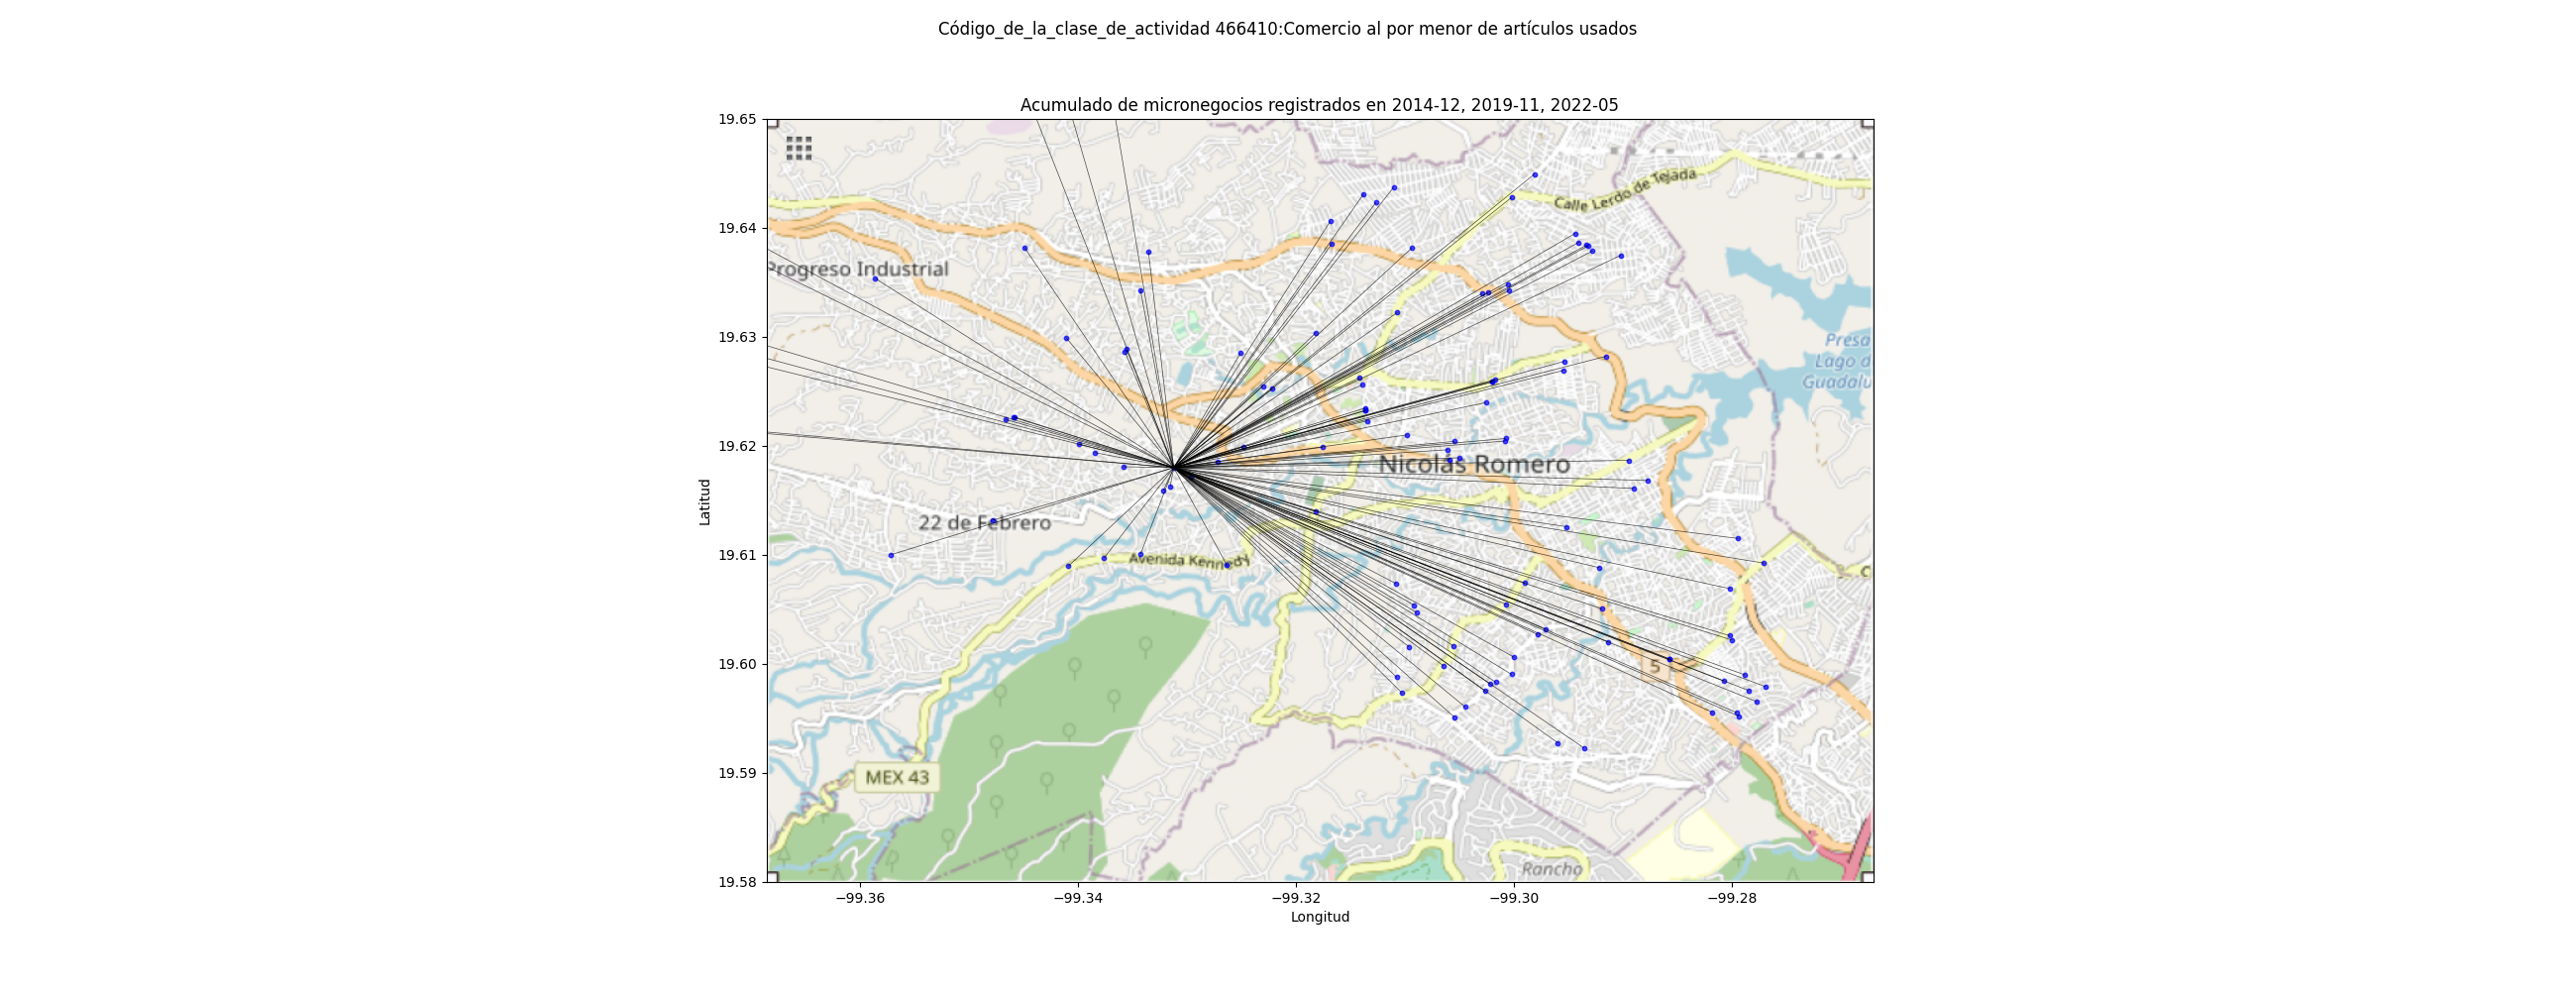 Código_de_la_clase_de_actividad 466410:Comercio al por menor de artículos usados
Acumulado de micronegocios registrados en 2014-12, 2019-11, 2022-05
19.65
19.64
19.63
19.62
19.61
19.60
19.59
19.58
Latitud
Calle Lerdo de Tejada
Progreso Industrial
Presa
Lago d
Guadalu
Nicolás Romero
22 de Febrero
Avenida Kennedy
C
5
MEX 43
Rancho
−99.36
−99.34
−99.32
−99.30
−99.28
Longitud